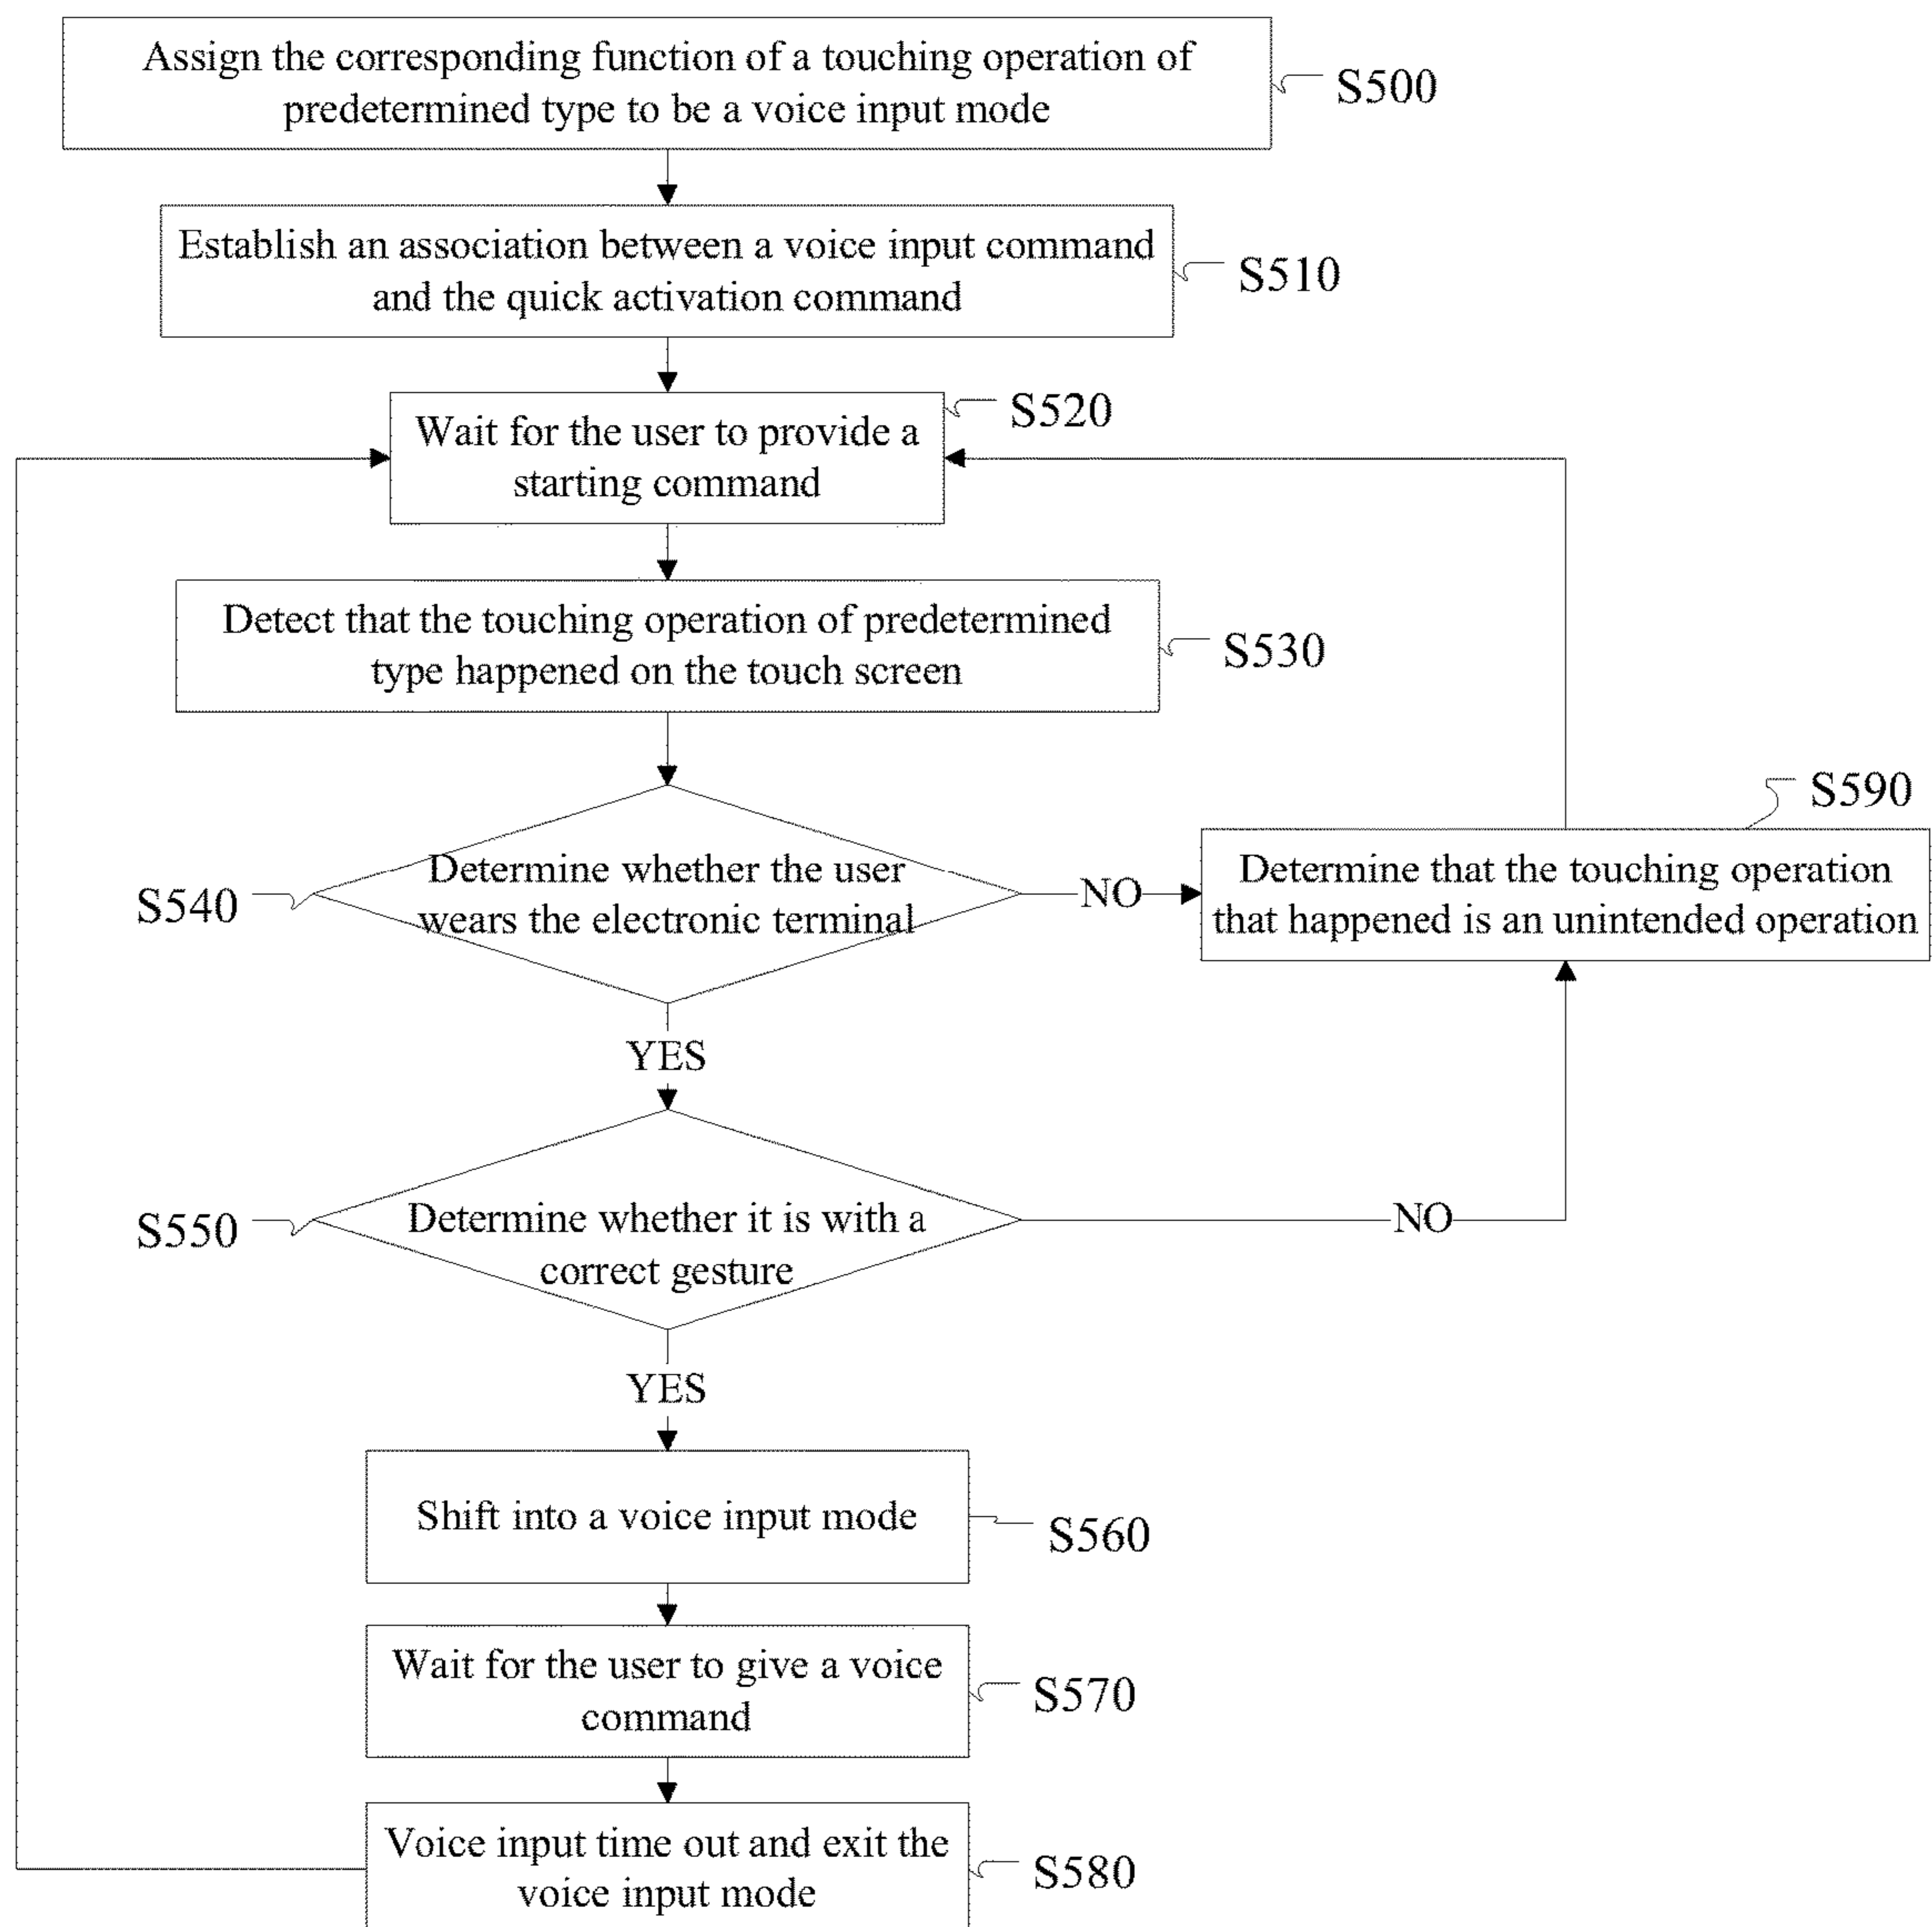 Assign the corresponding function of a touching operation of
predetermined type to be a voice input mode
S500
Establish an association between a voice input command
and the quick activation command
S510
Wait for the user to provide a
starting command
S520
Detect that the touching operation of predetermined
type happened on the touch screen
S530
Determine whether the user
wears the electronic terminal
S540
NO
Determine that the touching operation
that happened is an unintended operation
S590
YES
Determine whether it is with a
correct gesture
S550
NO
YES
Shift into a voice input mode
S560
Wait for the user to give a voice
command
S570
Voice input time out and exit the
voice input mode
S580